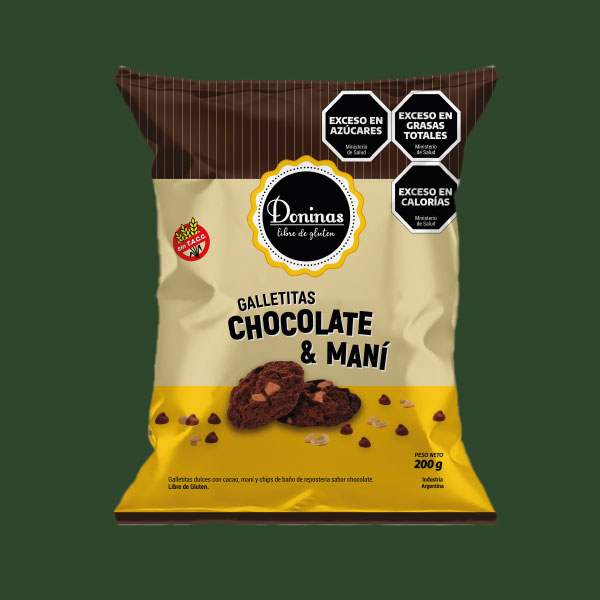 EXCESO EN
AZÚCARES
Ministerio
de Salud
EXCESO EN
GRASAS
TOTALES
Ministerio
de Salud
EXCESO EN
CALORÍAS
Ministerio
de Salud
Doninas
libre de gluten
SIN T.A.C.C.
GALLETITAS
CHOCOLATE
& MANÍ
PESO NETO
200 g
Galletitas dulces con cacao, maní y chips de baño de repostería sabor chocolate.
Libre de Gluten.
Industria
Argentina